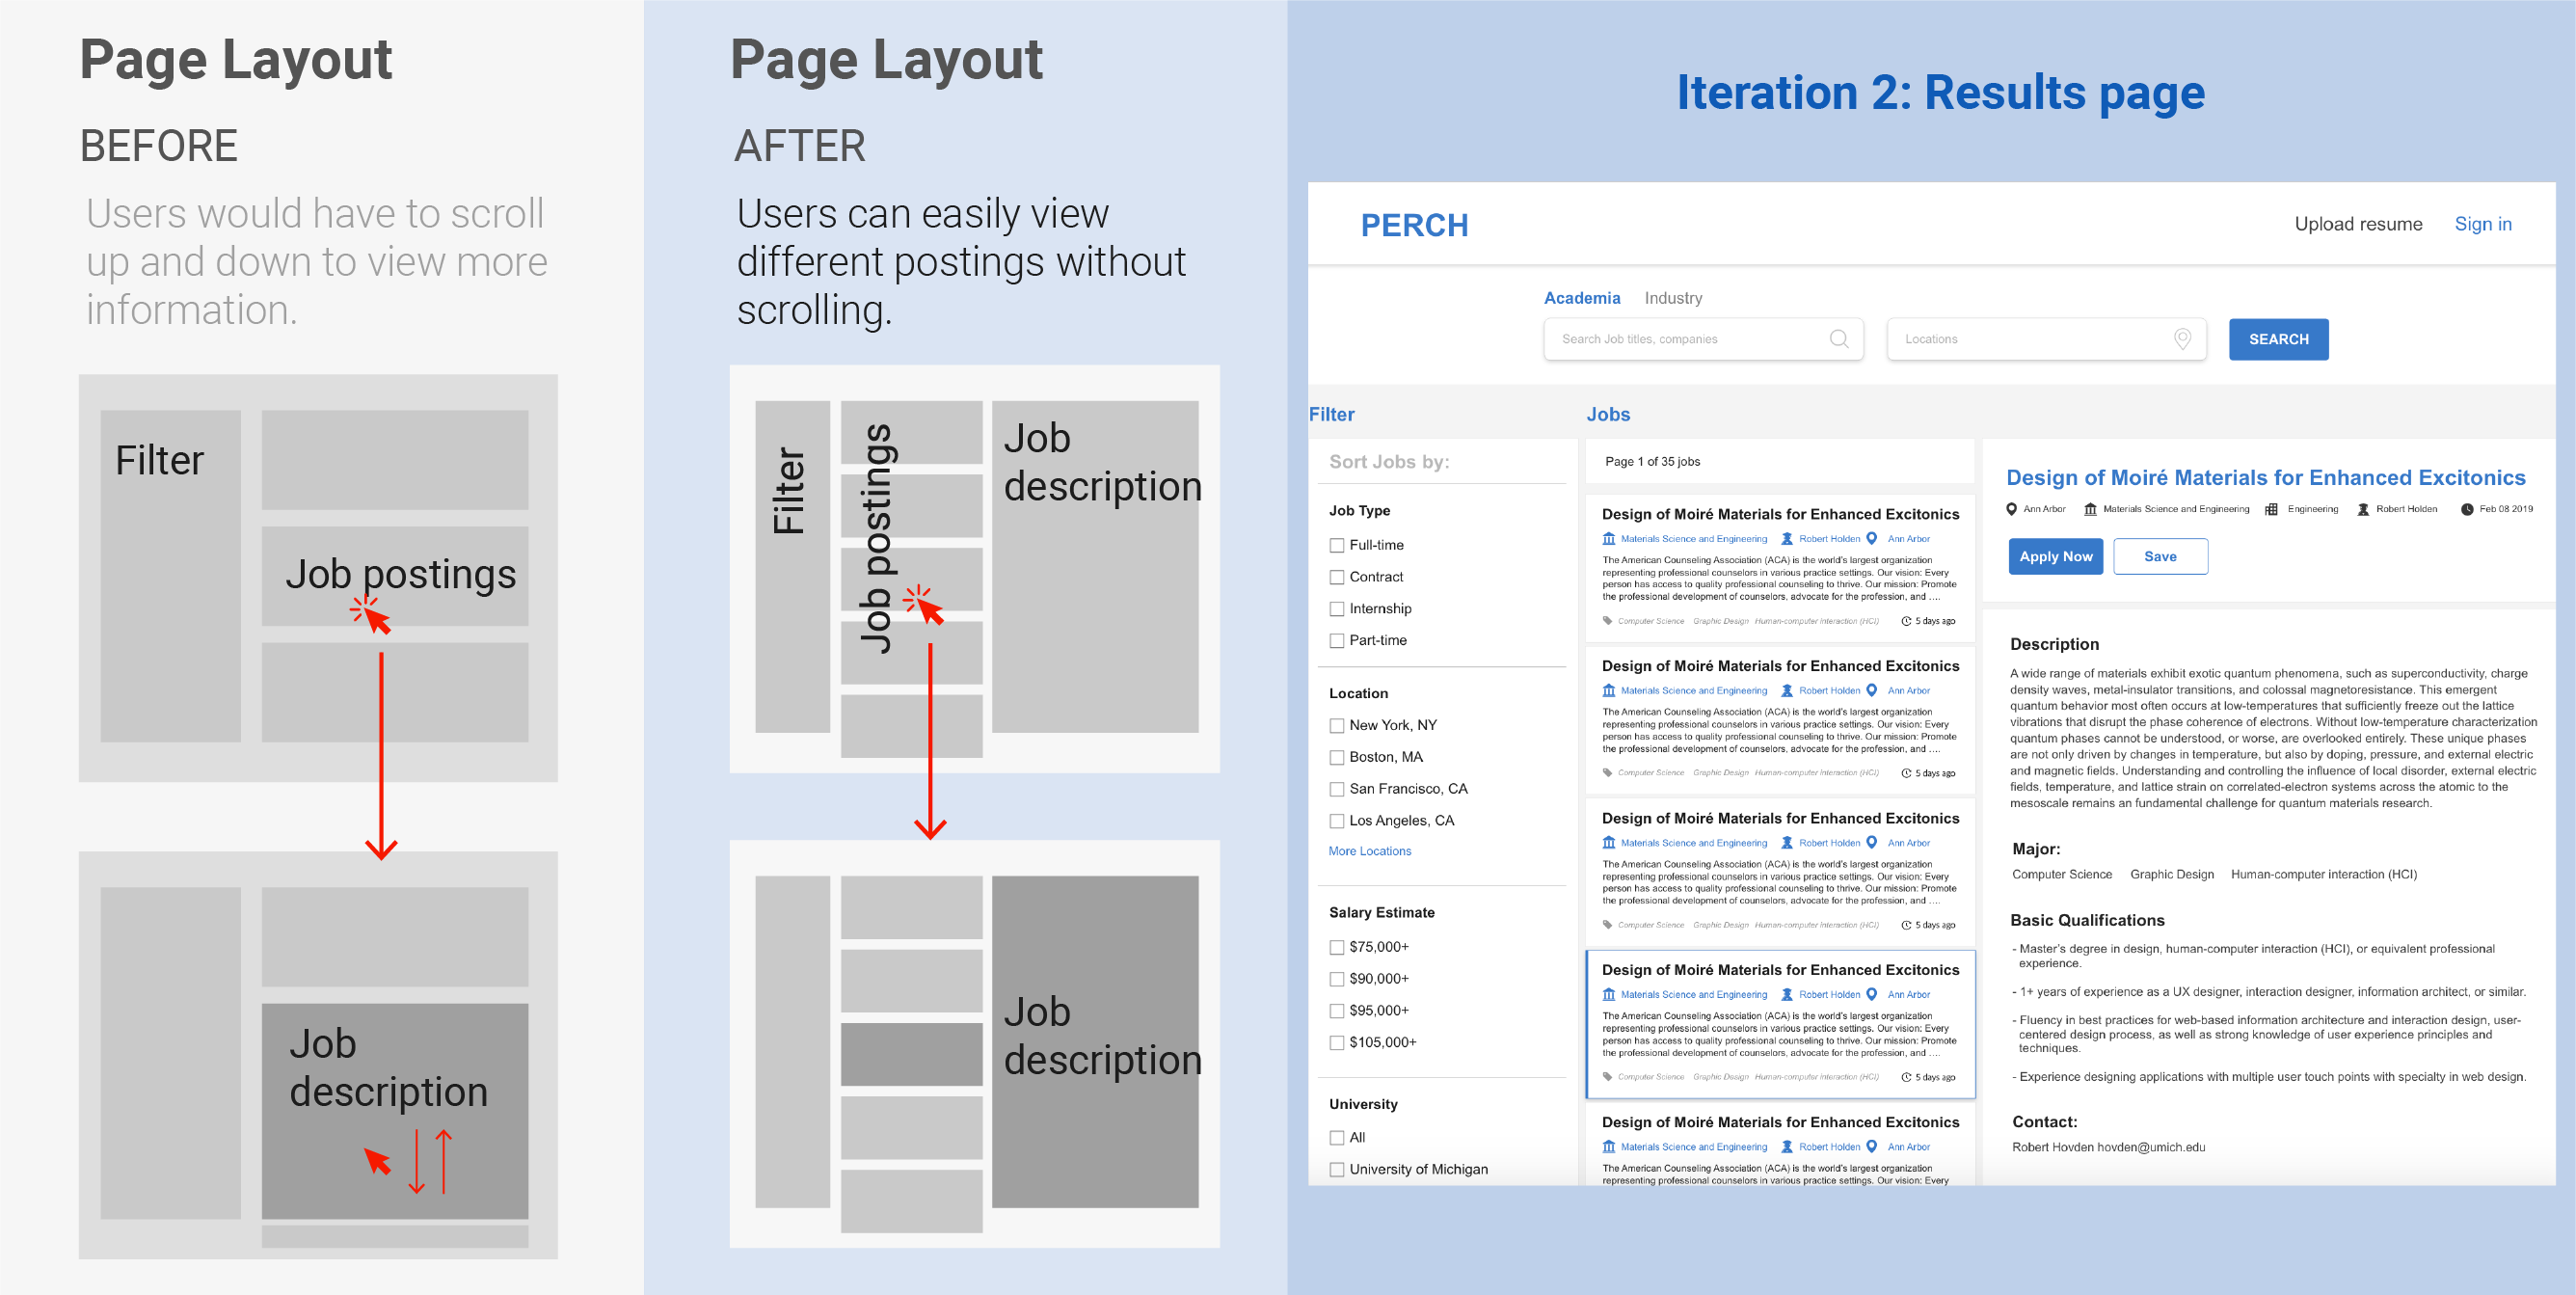 Page Layout
BEFORE
Users would have to scroll
up and down to view more
information.
Filter
Job postings
Job
description
Page Layout
AFTER
Users can easily view
different postings without
scrolling.
Filter
Job postings
Job
description
Job
description
Iteration 2: Results page
PERCH
Upload resume Sign in
Academia Industry
Search Job titles, companies
Locations
SEARCH
Filter
Sort Jobs by:
Job Type
Full-time
Contract
Internship
Part-time
Location
New York, NY
Boston, MA
San Francisco, CA
Los Angeles, CA
More Locations
Salary Estimate
$75,000+
$90,000+
$95,000+
$105,000+
University
All
University of Michigan
Jobs
Page 1 of 35 jobs
Design of Moiré Materials for Enhanced Excitonics
Materials Science and Engineering Robert Holden Ann Arbor
The American Counseling Association (ACA) is the world's largest organization
representing professional counselors in various practice settings. Our vision: Every
person has access to quality professional counseling to thrive. Our mission: Promote
the professional development of counselors, advocate for the profession, and ....
Computer Science Graphic Design Human-computer interaction (HCI) 5 days ago
Design of Moiré Materials for Enhanced Excitonics
Materials Science and Engineering Robert Holden Ann Arbor
The American Counseling Association (ACA) is the world's largest organization
representing professional counselors in various practice settings. Our vision: Every
person has access to quality professional counseling to thrive. Our mission: Promote
the professional development of counselors, advocate for the profession, and ....
Computer Science Graphic Design Human-computer interaction (HCI) 5 days ago
Design of Moiré Materials for Enhanced Excitonics
Materials Science and Engineering Robert Holden Ann Arbor
The American Counseling Association (ACA) is the world's largest organization
representing professional counselors in various practice settings. Our vision: Every
person has access to quality professional counseling to thrive. Our mission: Promote
the professional development of counselors, advocate for the profession, and ....
Computer Science Graphic Design Human-computer interaction (HCI) 5 days ago
Design of Moiré Materials for Enhanced Excitonics
Materials Science and Engineering Robert Holden Ann Arbor
The American Counseling Association (ACA) is the world's largest organization
representing professional counselors in various practice settings. Our vision: Every
person has access to quality professional counseling to thrive. Our mission: Promote
the professional development of counselors, advocate for the profession, and ....
Computer Science Graphic Design Human-computer interaction (HCI) 5 days ago
Design of Moiré Materials for Enhanced Excitonics
Materials Science and Engineering Robert Holden Ann Arbor
The American Counseling Association (ACA) is the world's largest organization
representing professional counselors in various practice settings. Our vision: Every
Design of Moiré Materials for Enhanced Excitonics
Ann Arbor Materials Science and Engineering Engineering Robert Holden Feb 08 2019
Apply Now Save
Description
A wide range of materials exhibit exotic quantum phenomena, such as superconductivity, charge
density waves, metal-insulator transitions, and colossal magnetoresistance. This emergent
quantum behavior most often occurs at low-temperatures that sufficiently freeze out the lattice
vibrations that disrupt the phase coherence of electrons. Without low-temperature characterization
quantum phases cannot be understood, or worse, are overlooked entirely. These unique phases
are not only driven by changes in temperature, but also by doping, pressure, and external electric
and magnetic fields. Understanding and controlling the influence of local disorder, external electric
fields, temperature, and lattice strain on correlated-electron systems across the atomic to the
mesoscale remains an fundamental challenge for quantum materials research.
Major:
Computer Science Graphic Design Human-computer interaction (HCI)
Basic Qualifications
- Master's degree in design, human-computer interaction (HCI), or equivalent professional
experience.
- 1+ years of experience as a UX designer, interaction designer, information architect, or similar.
- Fluency in best practices for web-based information architecture and interaction design, user-
centered design process, as well as strong knowledge of user experience principles and
techniques.
- Experience designing applications with multiple user touch points with specialty in web design.
Contact:
Robert Hovden hovden@umich.edu